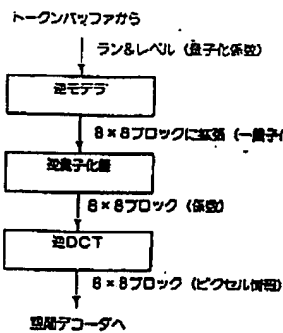 トークンバッファから
ラン&レベル (量子化係数)
逆モデラ
8×8ブロックに拡張 (一量子化
逆量子化器
8×8ブロック (係数)
逆DCT
8×8ブロック (ピクセル情報)
空間デコーダへ